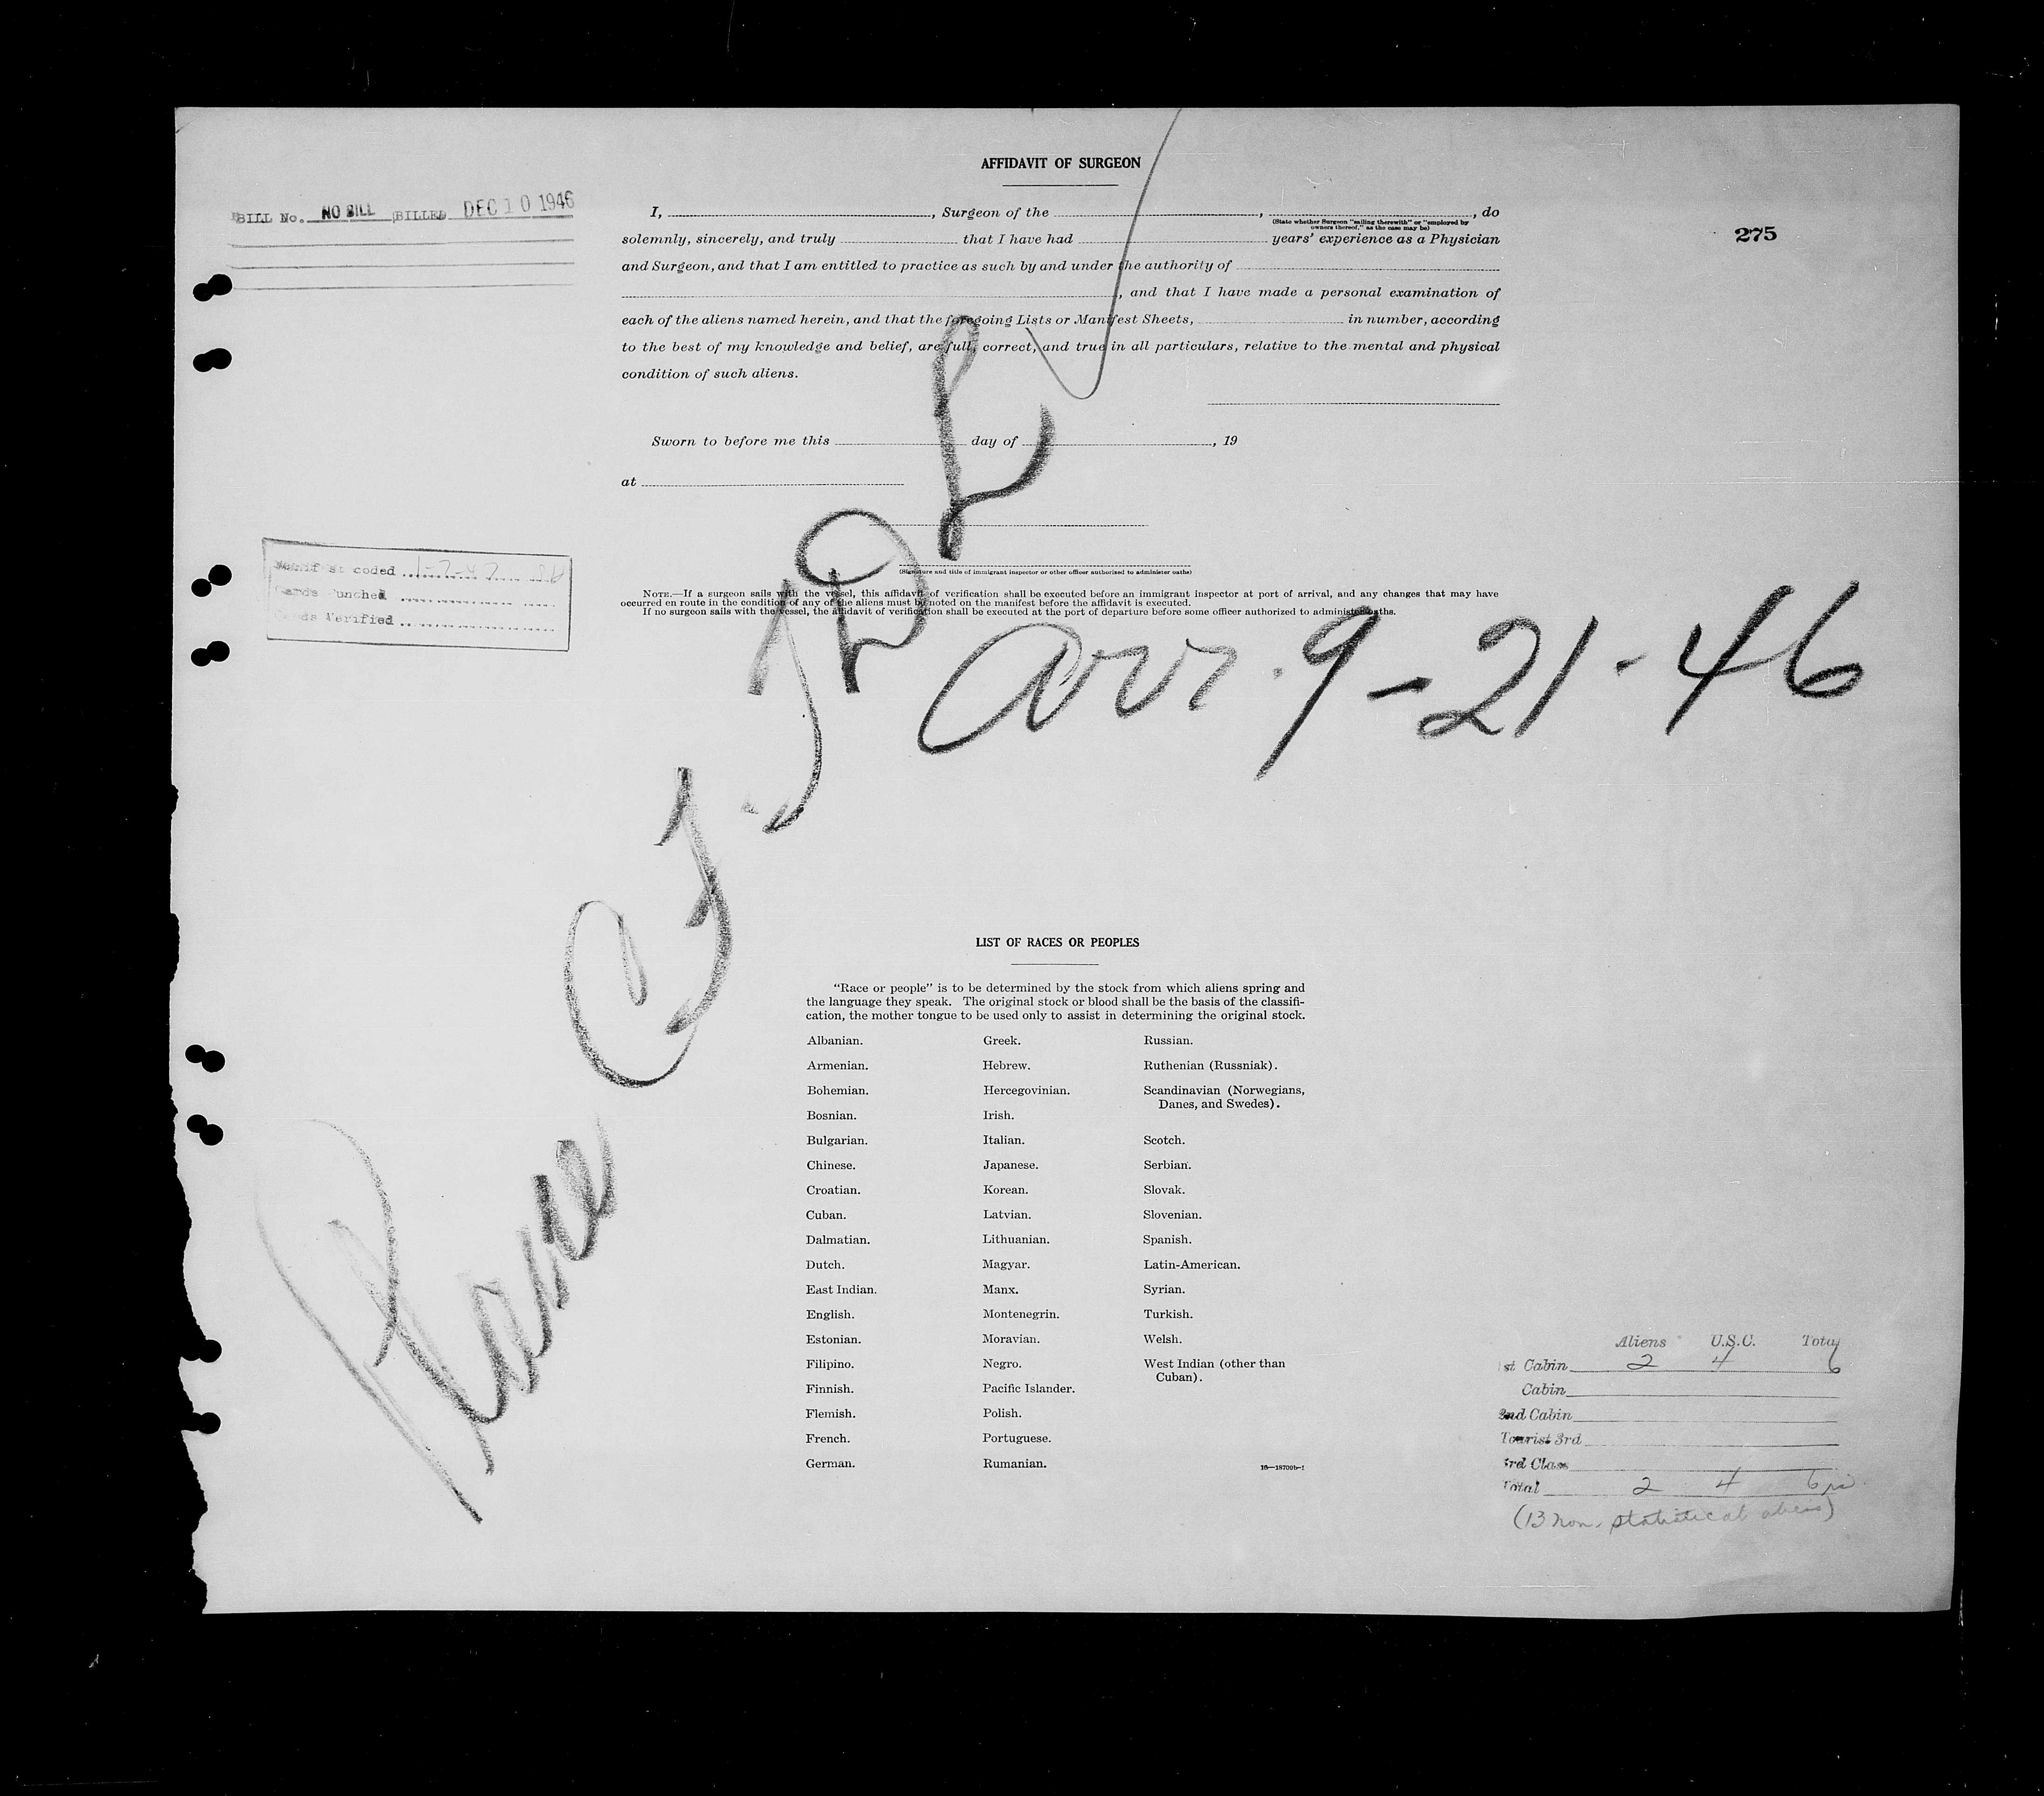 AFFIDAVIT OF SURGEON
BILL No. NO BILL BILLED DEC 10 1946
275
I, , Surgeon of the , , do
(State whether Surgeon "sailing therewith" or "employed by
owners thereof," as the case may be)
solemnly, sincerely, and truly that I have had years' experience as a Physician
and Surgeon, and that I am entitled to practice as such by and under the authority of
, and that I have made a personal examination of
each of the aliens named herein, and that the foregoing Lists or Manifest Sheets, in number, according
to the best of my knowledge and belief, are full, correct, and true in all particulars, relative to the mental and physical
condition of such aliens.
Sworn to before me this day of , 19
at
(Signature and title of immigrant inspector or other officer authorized to administer oaths)
Manifest coded 1-7-47
Cards Punched
Cards Verified
NOTE.—If a surgeon sails with the vessel, this affidavit of verification shall be executed before an immigrant inspector at port of arrival, and any changes that may have
occurred en route in the condition of any of the aliens must be noted on the manifest before the affidavit is executed.
If no surgeon sails with the vessel, the affidavit of verification shall be executed at the port of departure before some officer authorized to administer oaths.
Plane CF-
arr. 9-21-46
LIST OF RACES OR PEOPLES
"Race or people" is to be determined by the stock from which aliens spring and
the language they speak. The original stock or blood shall be the basis of the classifi-
cation, the mother tongue to be used only to assist in determining the original stock.
Albanian.
Armenian.
Bohemian.
Bosnian.
Bulgarian.
Chinese.
Croatian.
Cuban.
Dalmatian.
Dutch.
East Indian.
English.
Estonian.
Filipino.
Finnish.
Flemish.
French.
German.
Greek.
Hebrew.
Hercegovinian.
Irish.
Italian.
Japanese.
Korean.
Latvian.
Lithuanian.
Magyar.
Manx.
Montenegrin.
Moravian.
Negro.
Pacific Islander.
Polish.
Portuguese.
Rumanian.
Russian.
Ruthenian (Russniak).
Scandinavian (Norwegians,
Danes, and Swedes).
Scotch.
Serbian.
Slovak.
Slovenian.
Spanish.
Latin-American.
Syrian.
Turkish.
Welsh.
West Indian (other than
Cuban).
16—18700b-1
Aliens U.S.C. Total
1st Cabin 2 4 6
Cabin
2nd Cabin
Tourist 3rd
3rd Class
Total 2 4 6
(13 non-statistical aliens)